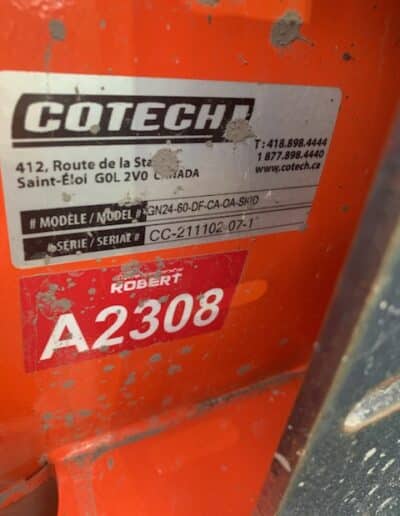 COTECH
412, Route de la
Saint-Éloi G0L 2V0 CANADA
T : 418.898.4444
1 877.898.4440
www.cotech.ca
# MODÈLE / MODEL # GN24-60-DF-CA-OA-SKID
# SÉRIE / SERIAL # CC-211102-07-1
ROBERT
A2308